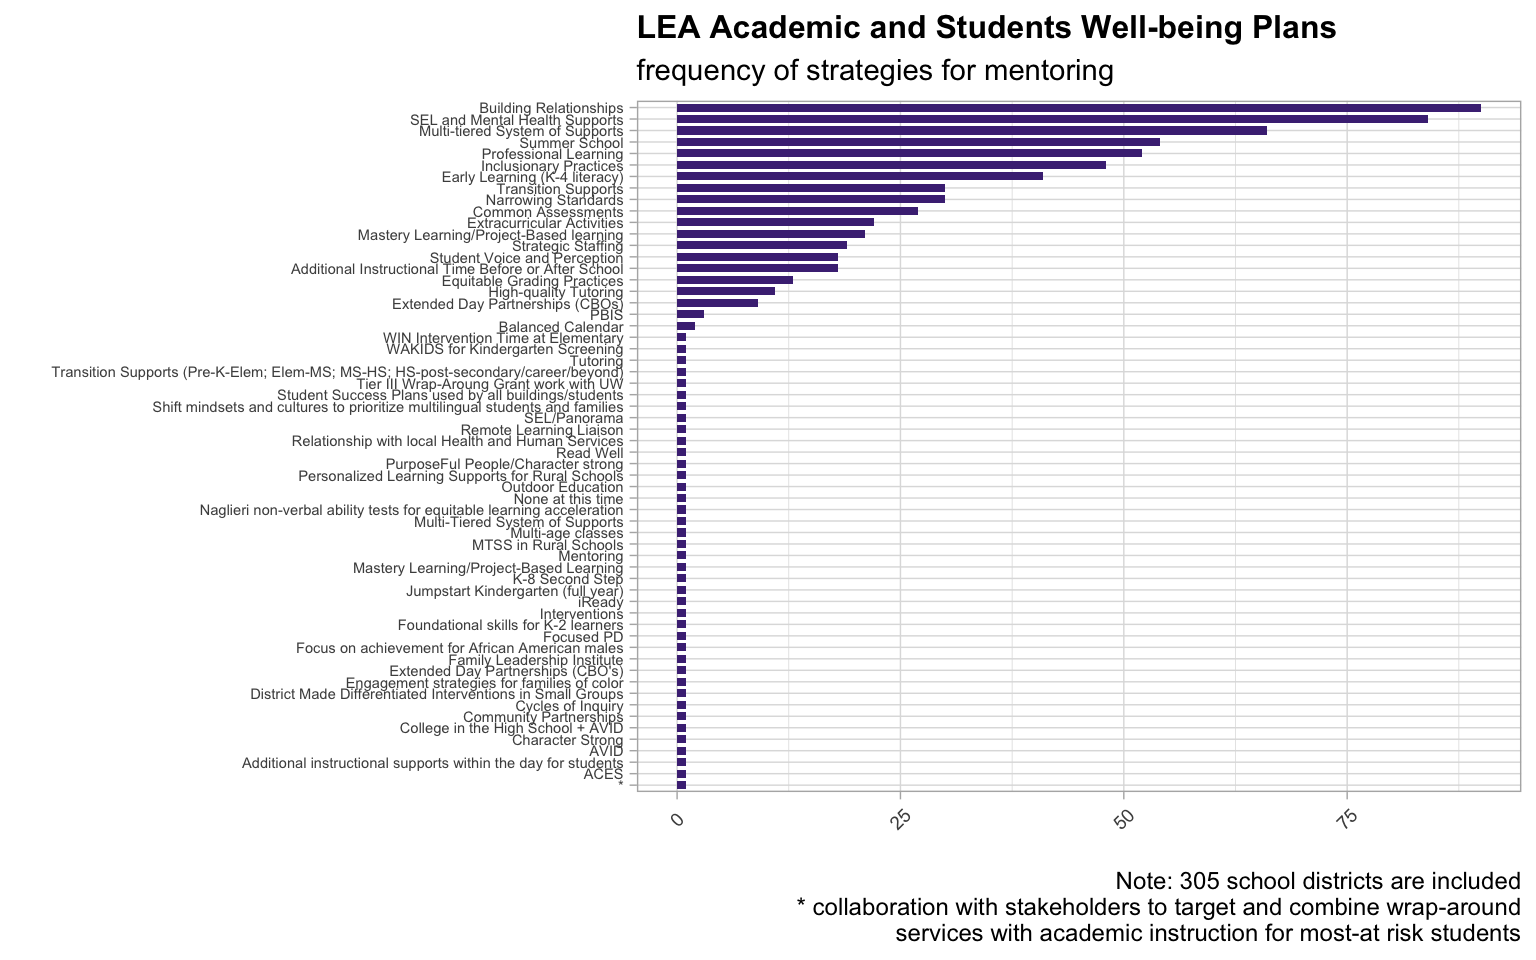 LEA Academic and Students Well-being Plans
frequency of strategies for mentoring
Building Relationships
SEL and Mental Health Supports
Multi-tiered System of Supports
Summer School
Professional Learning
Inclusionary Practices
Early Learning (K-4 literacy)
Transition Supports
Narrowing Standards
Common Assessments
Extracurricular Activities
Mastery Learning/Project-Based learning
Strategic Staffing
Student Voice and Perception
Additional Instructional Time Before or After School
Equitable Grading Practices
High-quality Tutoring
Extended Day Partnerships (CBOs)
PBIS
Balanced Calendar
WIN Intervention Time at Elementary
WAKIDS for Kindergarten Screening
Tutoring
Transition Supports (Pre-K-Elem; Elem-MS; MS-HS; HS-post-secondary/career/beyond)
Tier III Wrap-Aroung Grant work with UW
Student Success Plans used by all buildings/students
Shift mindsets and cultures to prioritize multilingual students and families
SEL/Panorama
Remote Learning Liaison
Relationship with local Health and Human Services
Read Well
PurposeFul People/Character strong
Personalized Learning Supports for Rural Schools
Outdoor Education
None at this time
Naglieri non-verbal ability tests for equitable learning acceleration
Multi-Tiered System of Supports
Multi-age classes
MTSS in Rural Schools
Mentoring
Mastery Learning/Project-Based Learning
K-8 Second Step
Jumpstart Kindergarten (full year)
iReady
Interventions
Foundational skills for K-2 learners
Focused PD
Focus on achievement for African American males
Family Leadership Institute
Extended Day Partnerships (CBO's)
Engagement strategies for families of color
District Made Differentiated Interventions in Small Groups
Cycles of Inquiry
Community Partnerships
College in the High School + AVID
Character Strong
AVID
Additional instructional supports within the day for students
ACES
*
0 25 50 75
Note: 305 school districts are included
* collaboration with stakeholders to target and combine wrap-around
services with academic instruction for most-at risk students